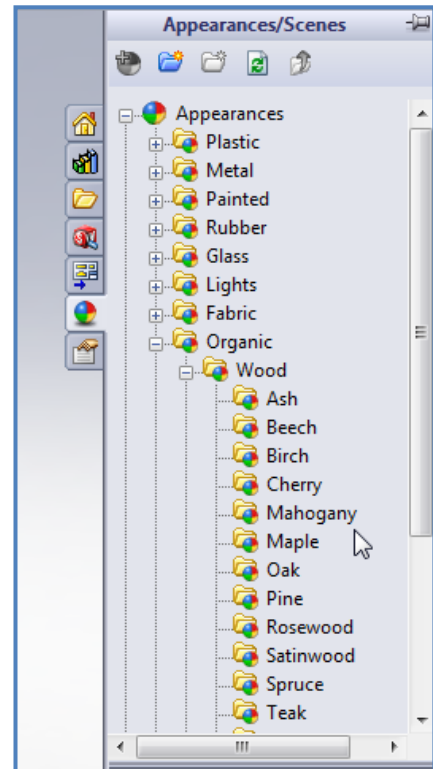 Appearances/Scenes
Appearances
Plastic
Metal
Painted
Rubber
Glass
Lights
Fabric
Organic
Wood
Ash
Beech
Birch
Cherry
Mahogany
Maple
Oak
Pine
Rosewood
Satinwood
Spruce
Teak